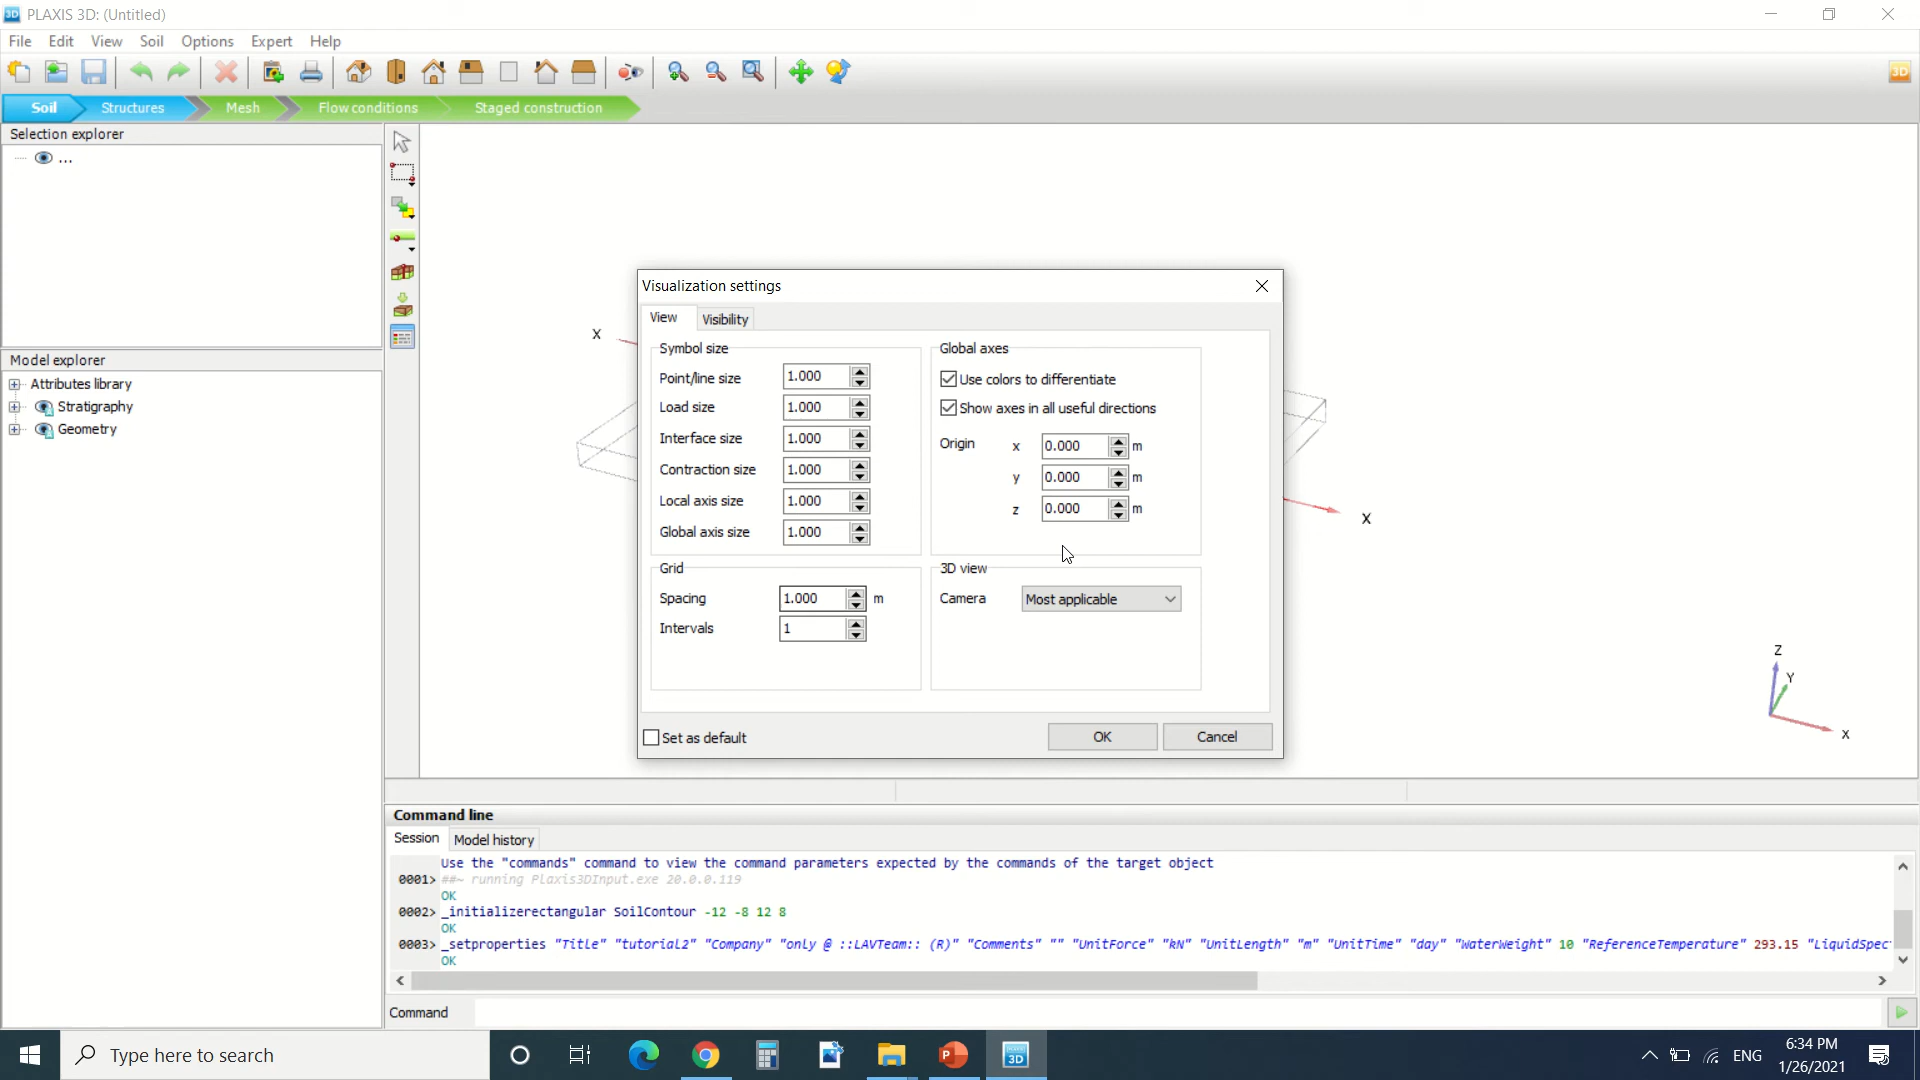 PLAXIS 3D: (Untitled)
File Edit View Soil Options Expert Help
Soil Structures Mesh Flow conditions Staged construction
Selection explorer
...
Model explorer
Attributes library
Stratigraphy
Geometry
X
Visualization settings
View Visibility
Symbol size
Point/line size 1.000
Load size 1.000
Interface size 1.000
Contraction size 1.000
Local axis size 1.000
Global axis size 1.000
Grid
Spacing 1.000 m
Intervals 1
Global axes
Use colors to differentiate
Show axes in all useful directions
Origin x 0.000 m
y 0.000 m
z 0.000 m
3D view
Camera Most applicable
Set as default
OK Cancel
X
Z
Y
X
Command line
Session Model history
Use the "commands" command to view the command parameters expected by the commands of the target object
0001> ##~ running Plaxis3DInput.exe 20.0.0.119
OK
0002> _initializerectangular SoilContour -12 -8 12 8
OK
0003> _setproperties "Title" "tutorial2" "Company" "only @ ::LAVTeam:: (R)" "Comments" "" "UnitForce" "kN" "UnitLength" "m" "UnitTime" "day" "WaterWeight" 10 "ReferenceTemperature" 293.15 "LiquidSpec
OK
Command
Type here to search
ENG
6:34 PM
1/26/2021